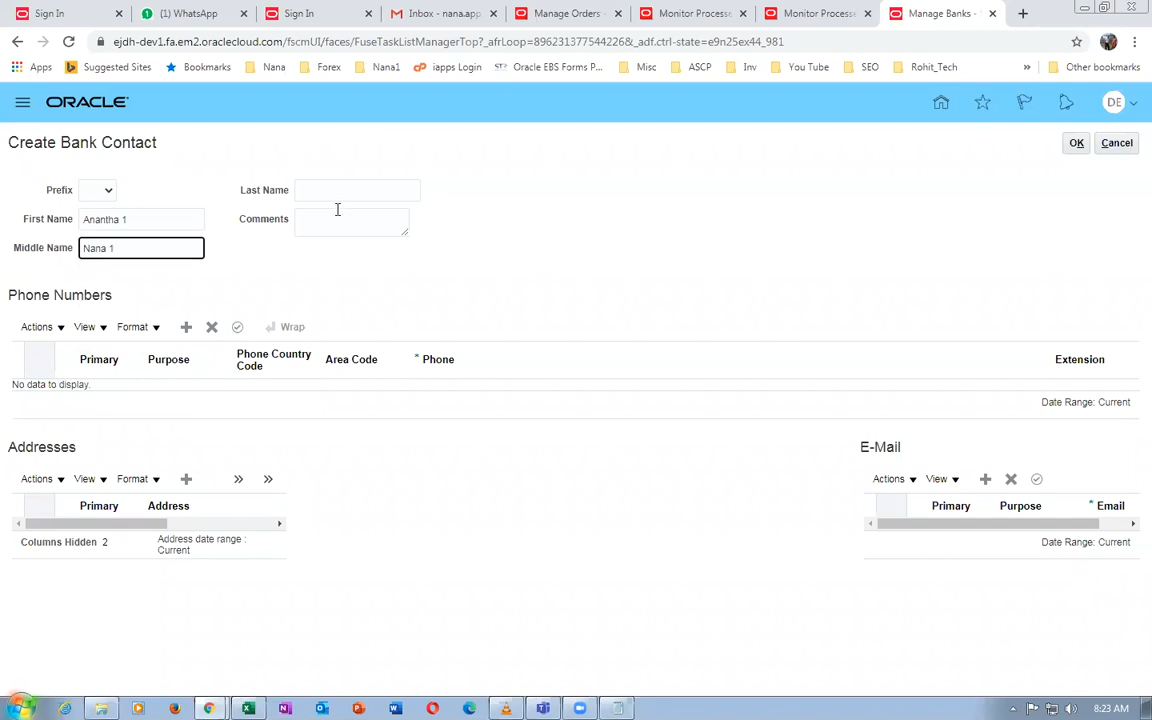 Sign In
(1) WhatsApp
Sign In
Inbox - nana.app
Manage Orders -
Monitor Processe
Monitor Processe
Manage Banks -
ejdh-dev1.fa.em2.oraclecloud.com/fscmUI/faces/FuseTaskListManagerTop?_afrLoop=8962313775442​26&_adf.ctrl-state=e9n25ex44_981
Apps
Suggested Sites
Bookmarks
Nana
Forex
Nana1
iapps Login
Oracle EBS Forms P...
Misc
ASCP
Inv
You Tube
SEO
Rohit_Tech
»
Other bookmarks
ORACLE
DE
Create Bank Contact
OK
Cancel
Prefix
Last Name
First Name
Anantha 1
Comments
Middle Name
Nana 1
Phone Numbers
Actions
View
Format
Wrap
Primary
Purpose
Phone Country
Code
Area Code
* Phone
Extension
No data to display.
Date Range: Current
Addresses
E-Mail
Actions
View
Format
Actions
View
Primary
Address
Primary
Purpose
* Email
Columns Hidden 2
Address date range :
Current
Date Range: Current
8:23 AM